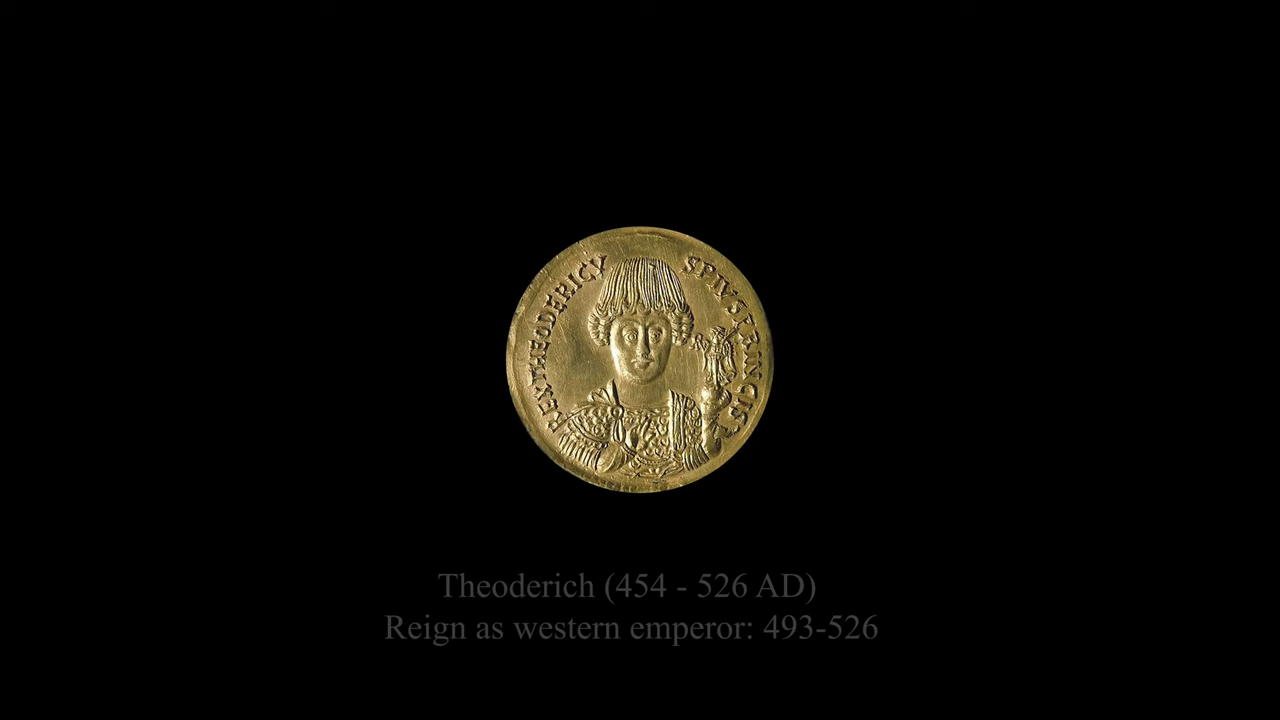 REX THEODERICVS PIVS PRINCIS
Theoderich (454 - 526 AD)
Reign as western emperor: 493-526